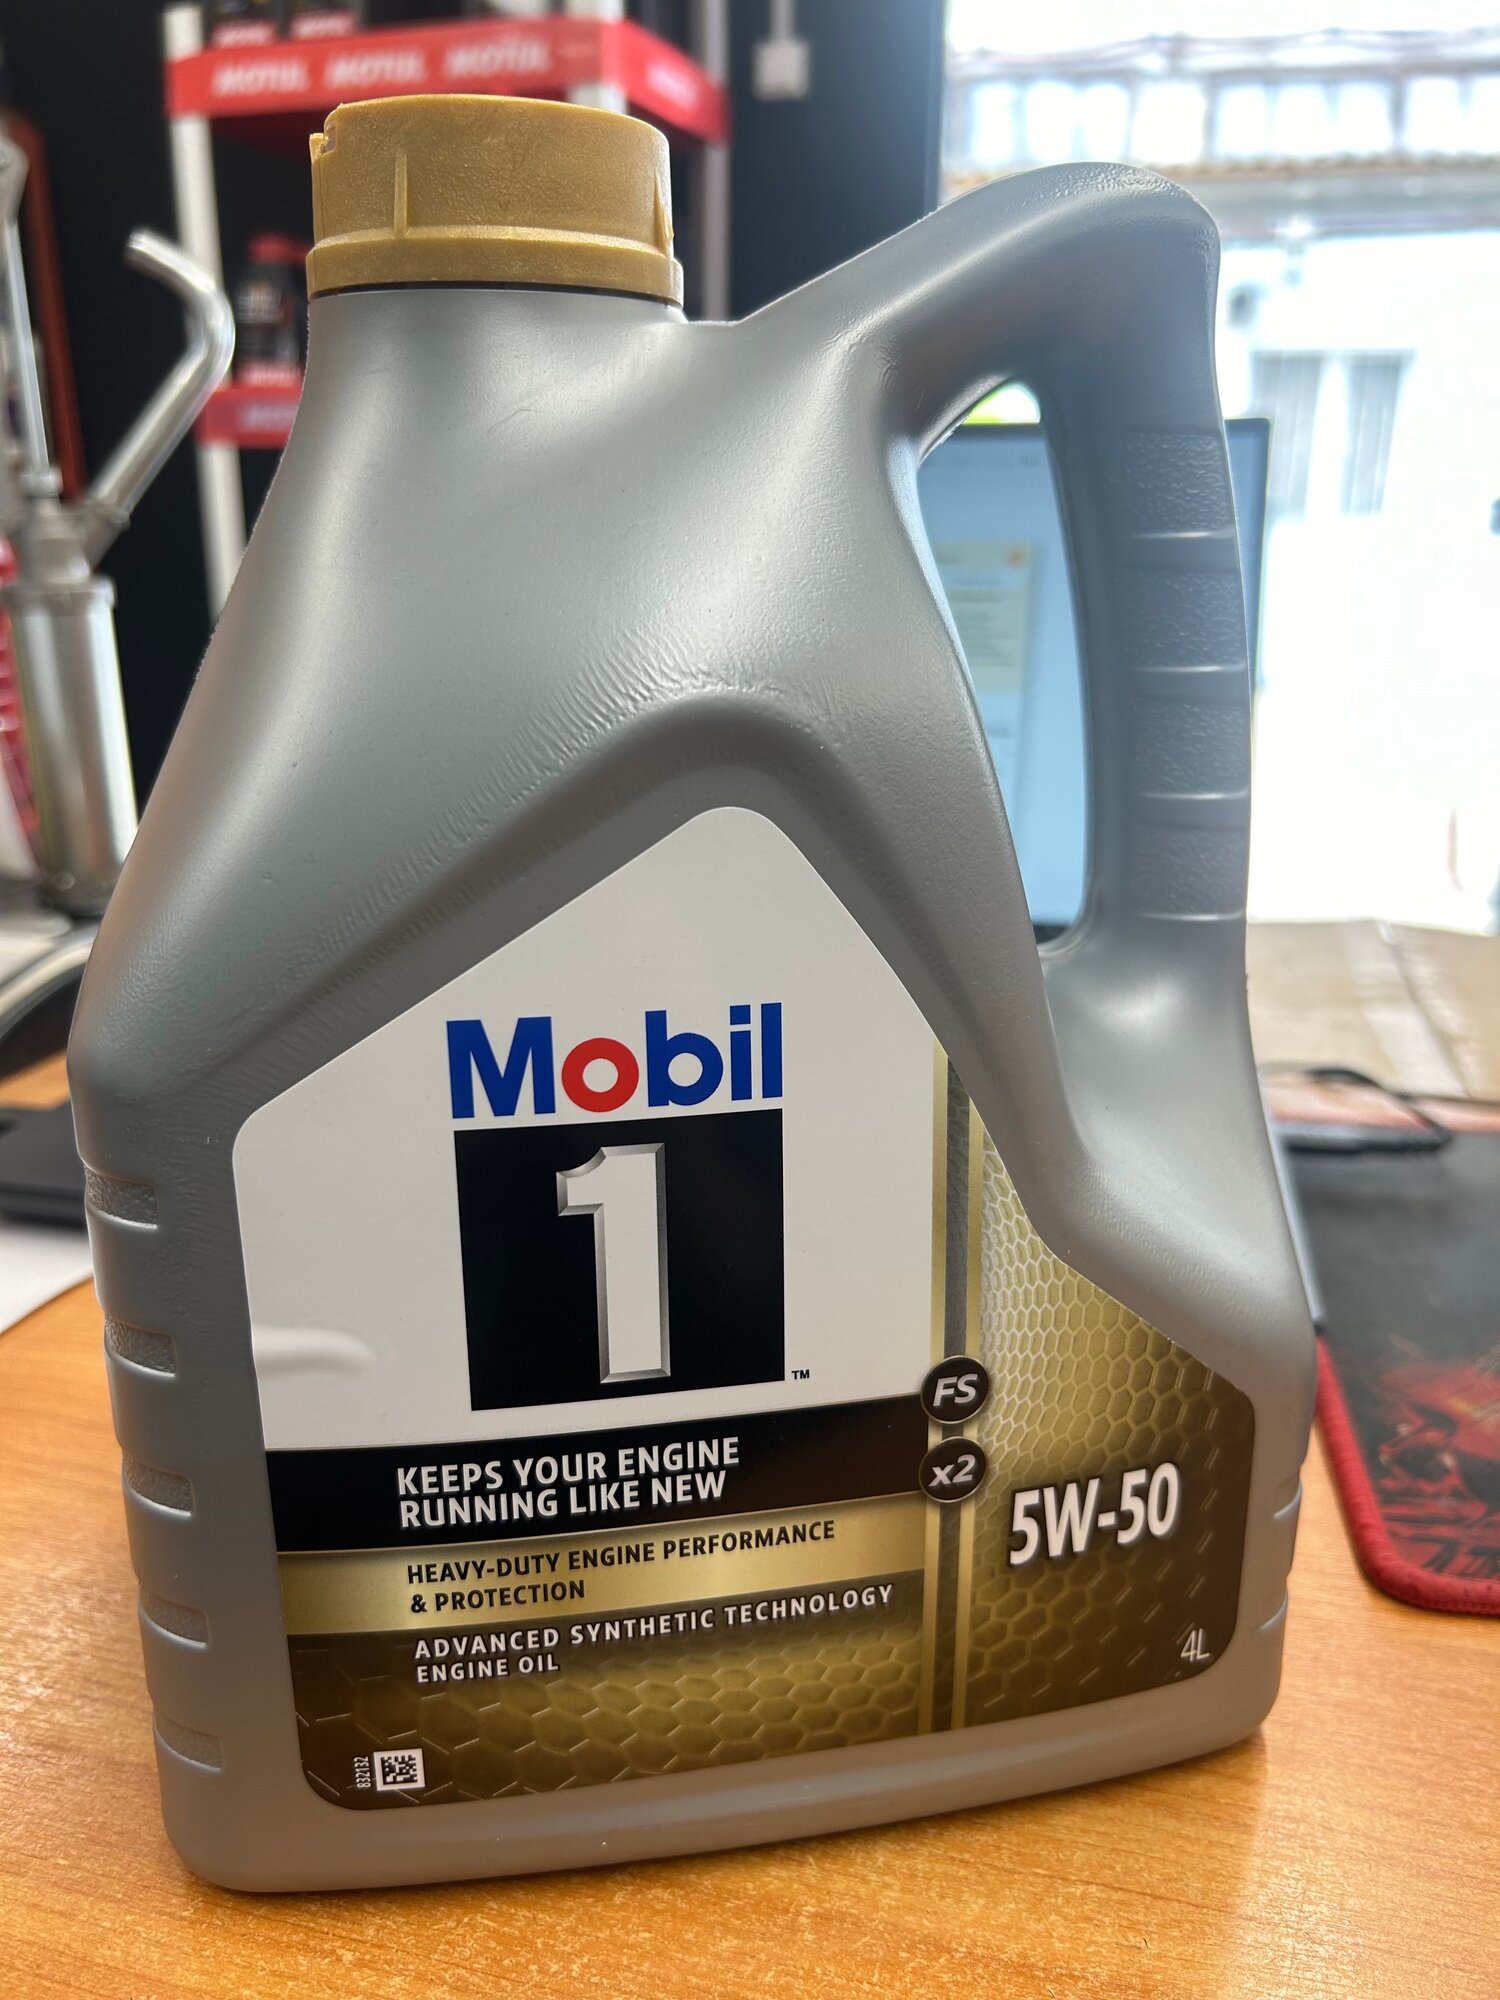 MOTUL MOTUL MOTUL
Mobil
1
TM
FS
x2
KEEPS YOUR ENGINE
RUNNING LIKE NEW
HEAVY-DUTY ENGINE PERFORMANCE
& PROTECTION
ADVANCED SYNTHETIC TECHNOLOGY
ENGINE OIL
5W-50
4L
832132